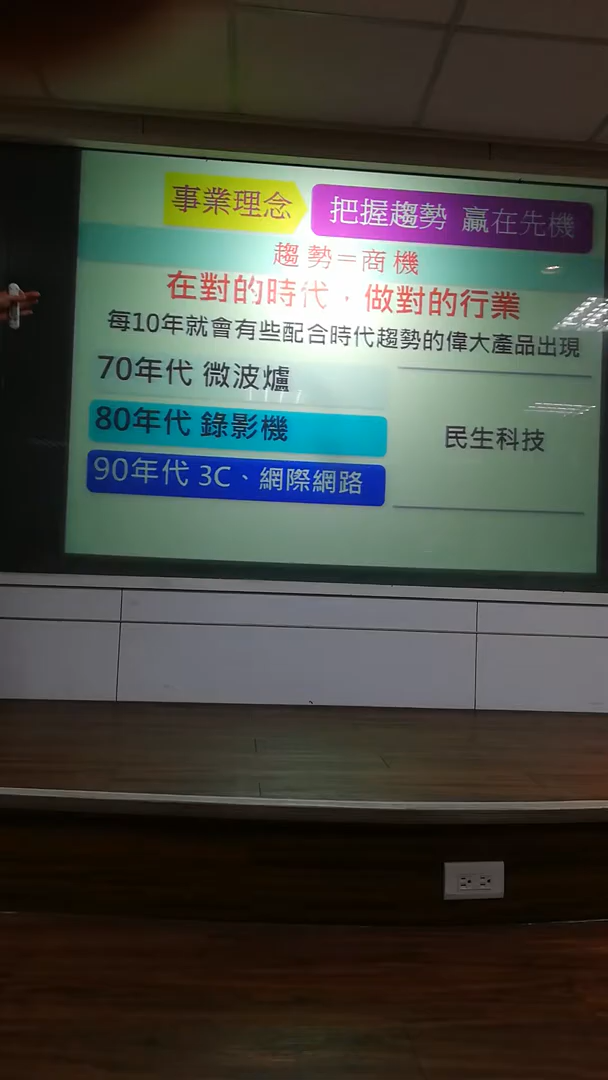 事業理念
把握趨勢 贏在先機
趨勢=商機
在對的時代,做對的行業
每10年就會有些配合時代趨勢的偉大產品出現
70年代 微波爐
80年代 錄影機
90年代 3C、網際網路
民生科技